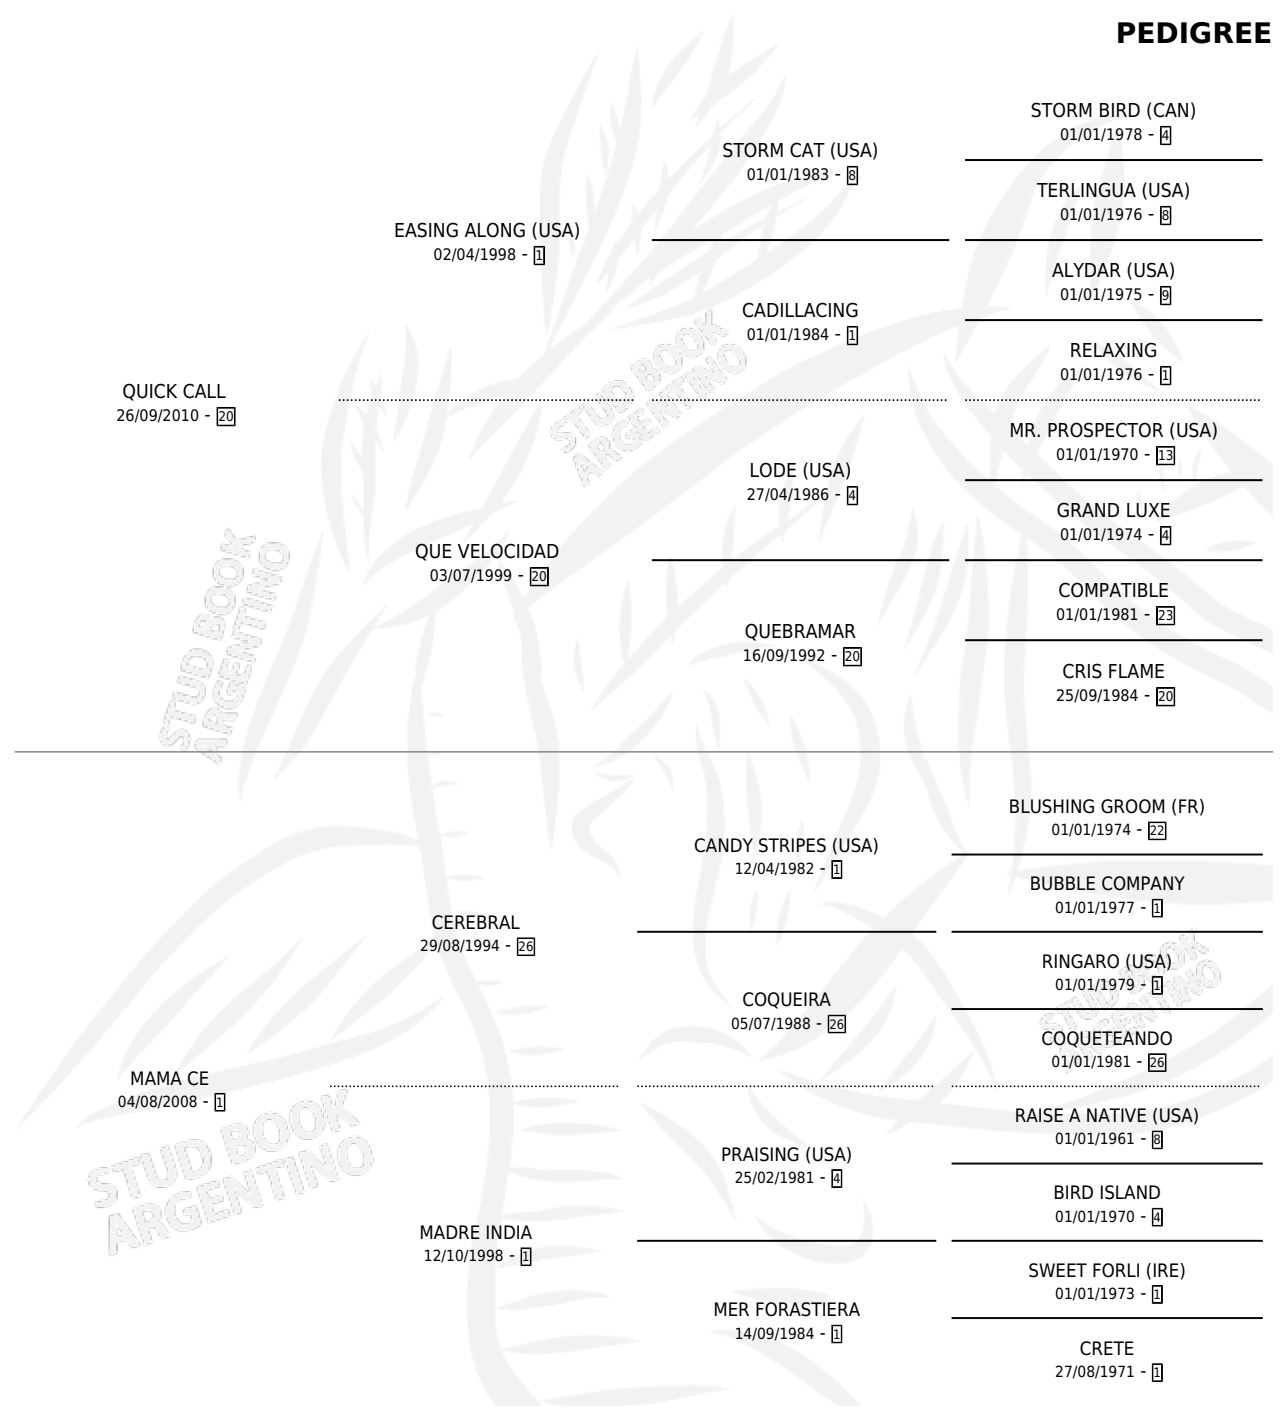 PEDIGREE
STORM BIRD (CAN)
01/01/1978 - 4
STORM CAT (USA)
01/01/1983 - 8
TERLINGUA (USA)
01/01/1976 - 8
EASING ALONG (USA)
02/04/1998 - 1
ALYDAR (USA)
01/01/1975 - 9
CADILLACING
01/01/1984 - 1
RELAXING
01/01/1976 - 1
QUICK CALL
26/09/2010 - 20
MR. PROSPECTOR (USA)
01/01/1970 - 13
LODE (USA)
27/04/1986 - 4
GRAND LUXE
01/01/1974 - 4
QUE VELOCIDAD
03/07/1999 - 20
COMPATIBLE
01/01/1981 - 23
QUEBRAMAR
16/09/1992 - 20
CRIS FLAME
25/09/1984 - 20
STUD BOOK
ARGENTINO
STUD BOOK
ARGENTINO
BLUSHING GROOM (FR)
01/01/1974 - 22
CANDY STRIPES (USA)
12/04/1982 - 1
BUBBLE COMPANY
01/01/1977 - 1
CEREBRAL
29/08/1994 - 26
RINGARO (USA)
01/01/1979 - 1
COQUEIRA
05/07/1988 - 26
COQUETEANDO
01/01/1981 - 26
STUD BOOK
ARGENTINO
MAMA CE
04/08/2008 - 1
STUD BOOK
ARGENTINO
RAISE A NATIVE (USA)
01/01/1961 - 8
PRAISING (USA)
25/02/1981 - 4
BIRD ISLAND
01/01/1970 - 4
MADRE INDIA
12/10/1998 - 1
SWEET FORLI (IRE)
01/01/1973 - 1
MER FORASTIERA
14/09/1984 - 1
CRETE
27/08/1971 - 1